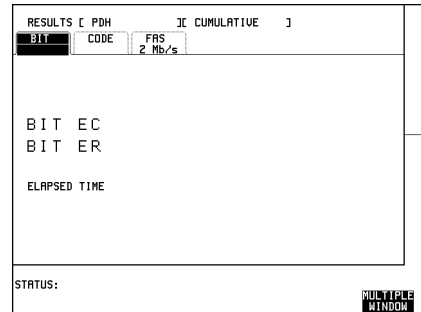 RESULTS [ PDH ][ CUMULATIVE ]
BIT CODE FAS
2 Mb/s
BIT EC
BIT ER
ELAPSED TIME
STATUS:
MULTIPLE
WINDOW